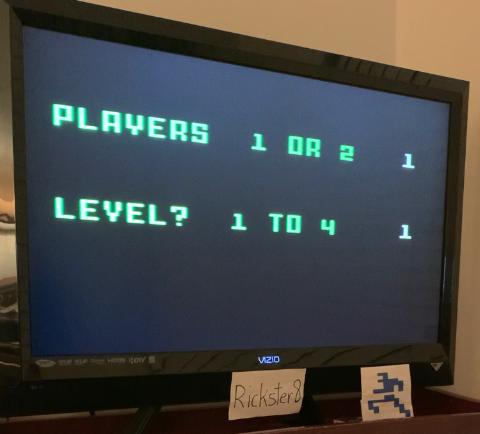 PLAYERS 1 OR 2 1
LEVEL? 1 TO 4 1
VIZIO
Rickster8